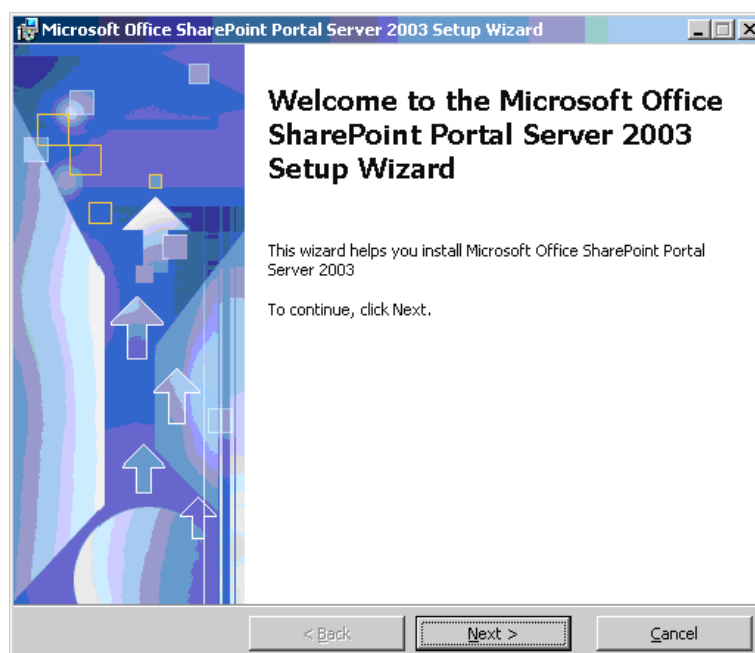 Microsoft Office SharePoint Portal Server 2003 Setup Wizard
Welcome to the Microsoft Office
SharePoint Portal Server 2003
Setup Wizard
This wizard helps you install Microsoft Office SharePoint Portal
Server 2003
To continue, click Next.
< Back
Next >
Cancel